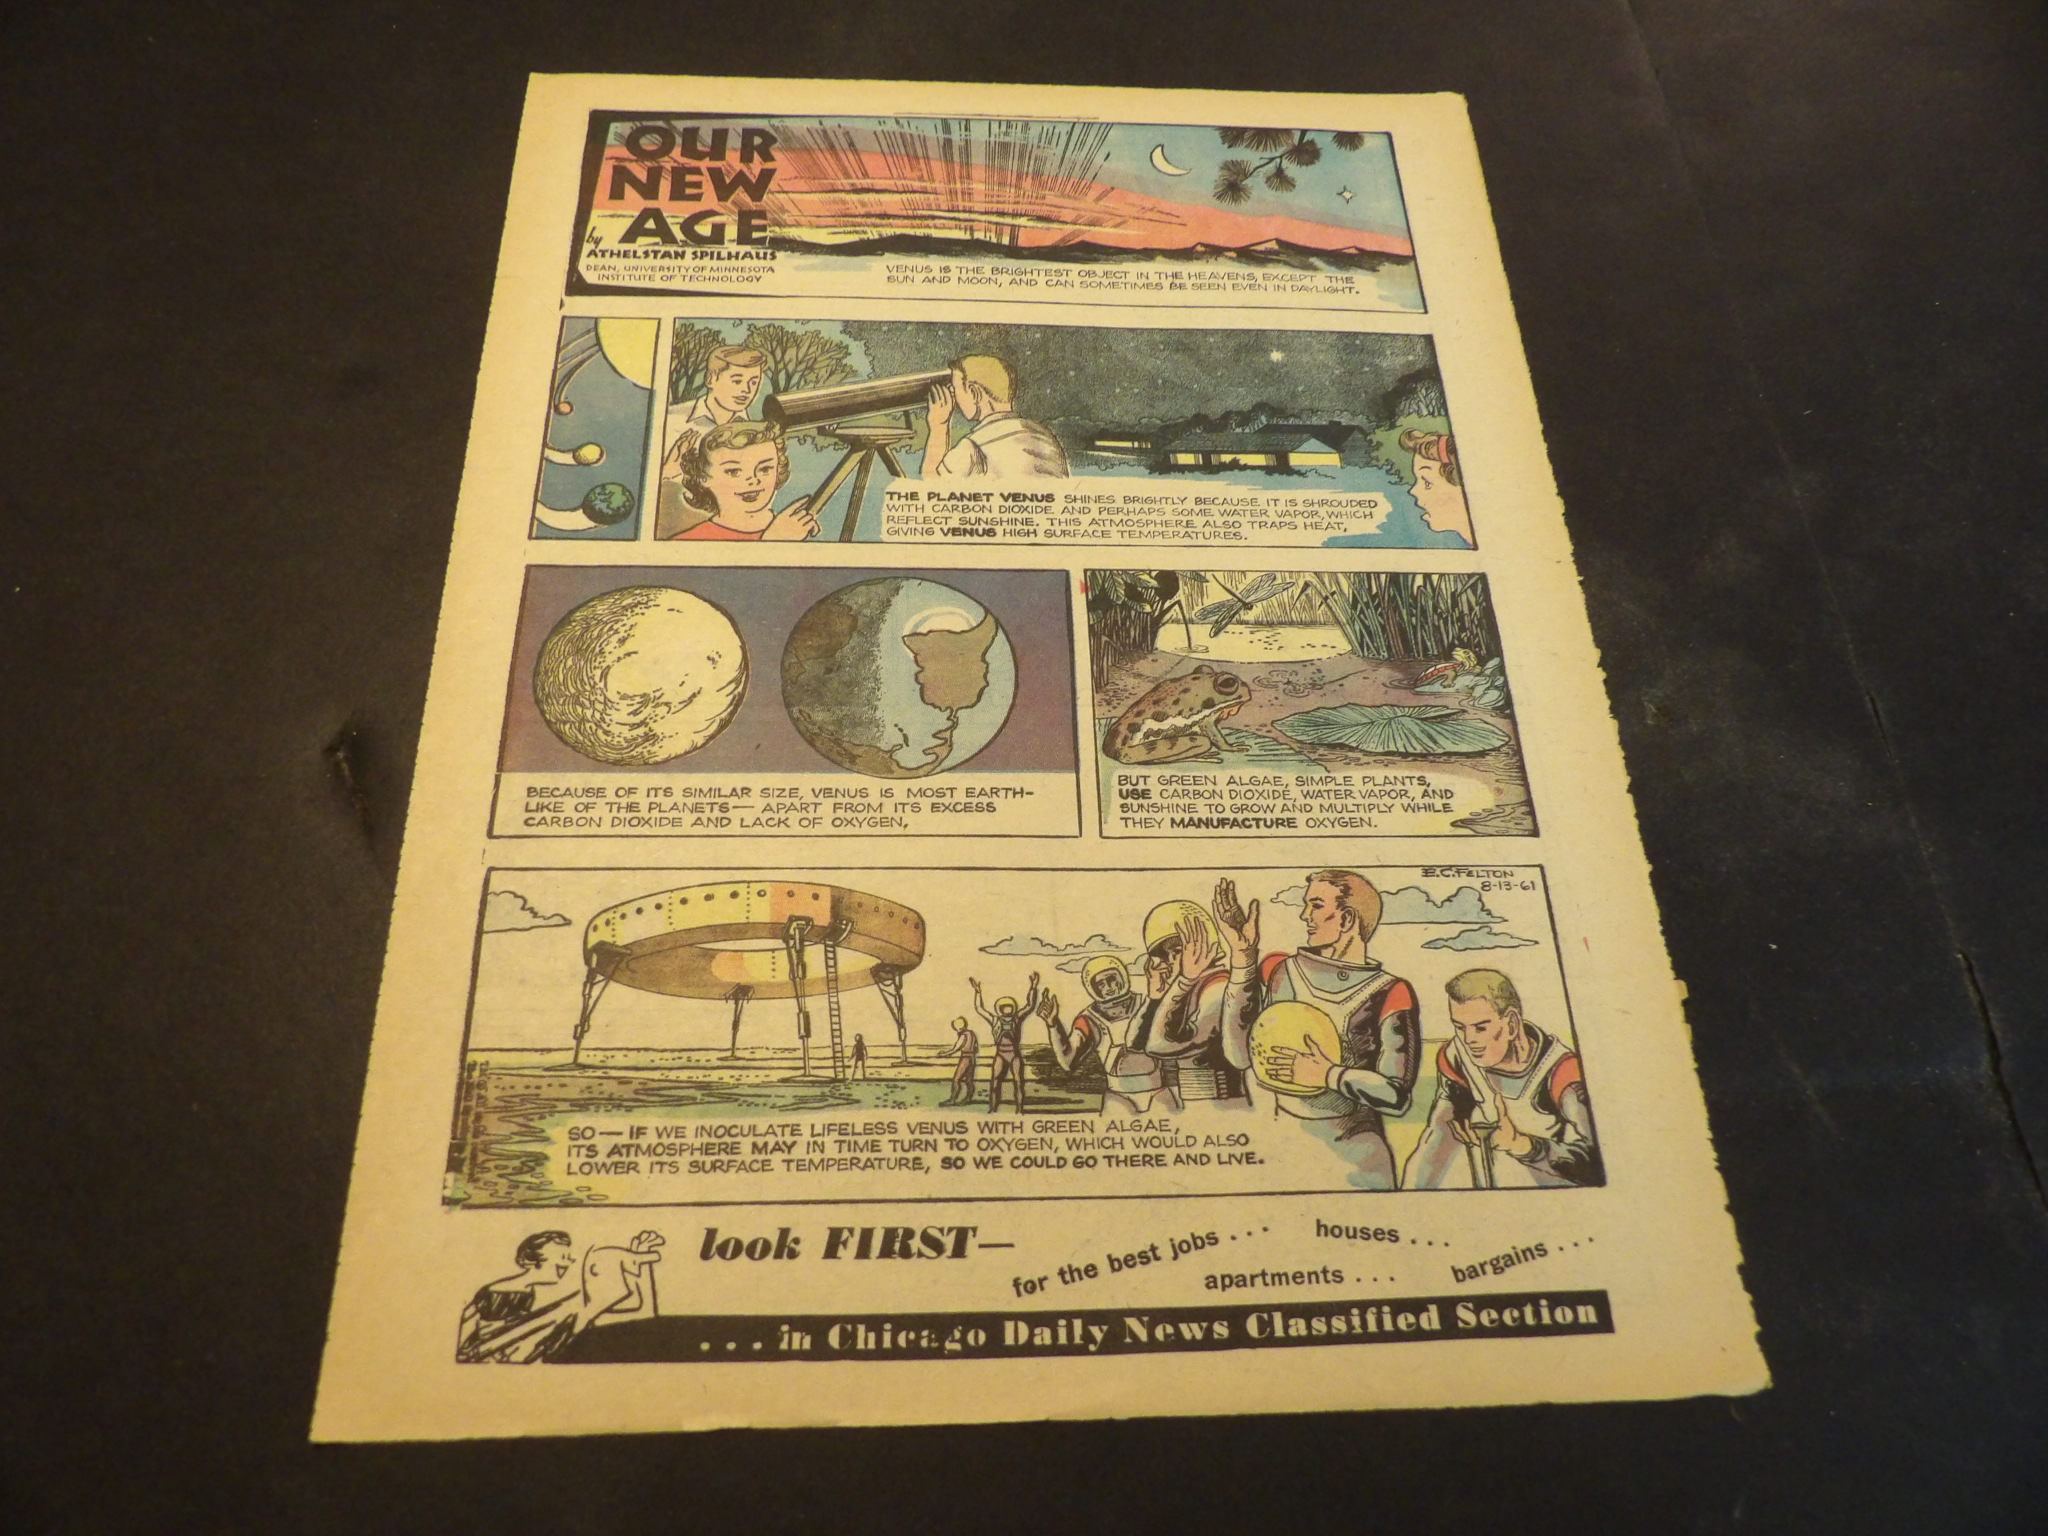 OUR
NEW
AGE
by
ATHELSTAN SPILHAUS
DEAN, UNIVERSITY OF MINNESOTA
INSTITUTE OF TECHNOLOGY
VENUS IS THE BRIGHTEST OBJECT IN THE HEAVENS, EXCEPT THE
SUN AND MOON, AND CAN SOMETIMES BE SEEN EVEN IN DAYLIGHT.
THE PLANET VENUS SHINES BRIGHTLY BECAUSE IT IS SHROUDED
WITH CARBON DIOXIDE AND PERHAPS SOME WATER VAPOR, WHICH
REFLECT SUNSHINE. THIS ATMOSPHERE ALSO TRAPS HEAT,
GIVING VENUS HIGH SURFACE TEMPERATURES.
BECAUSE OF ITS SIMILAR SIZE, VENUS IS MOST EARTH-
LIKE OF THE PLANETS — APART FROM ITS EXCESS
CARBON DIOXIDE AND LACK OF OXYGEN.
BUT GREEN ALGAE, SIMPLE PLANTS,
USE CARBON DIOXIDE, WATER VAPOR, AND
SUNSHINE TO GROW AND MULTIPLY WHILE
THEY MANUFACTURE OXYGEN.
E.C. FELTON
8-13-61
SO — IF WE INOCULATE LIFELESS VENUS WITH GREEN ALGAE,
ITS ATMOSPHERE MAY IN TIME TURN TO OXYGEN, WHICH WOULD ALSO
LOWER ITS SURFACE TEMPERATURE, SO WE COULD GO THERE AND LIVE.
look FIRST—
for the best jobs . . .
houses . . .
apartments . . .
bargains . . .
. . . in Chicago Daily News Classified Section